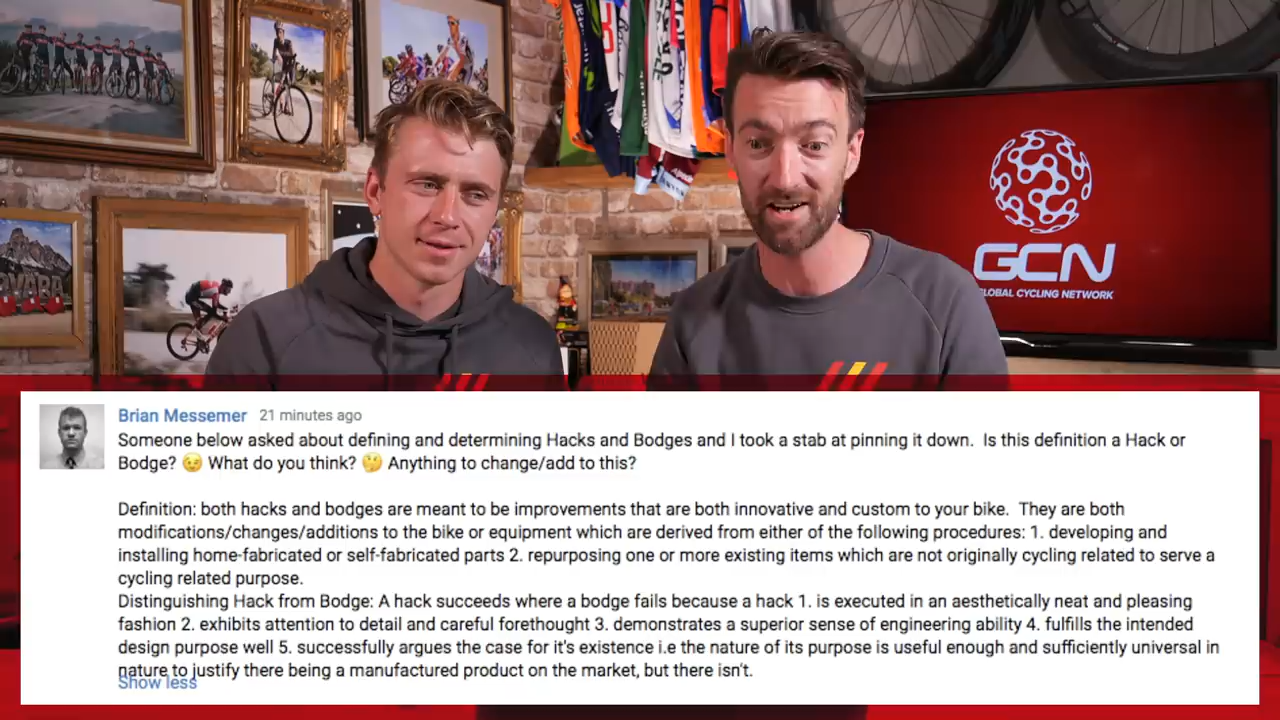 GCN
GLOBAL CYCLING NETWORK
Brian Messemer 21 minutes ago
Someone below asked about defining and determining Hacks and Bodges and I took a stab at pinning it down. Is this definition a Hack or
Bodge? 😉 What do you think? 🤔 Anything to change/add to this?
Definition: both hacks and bodges are meant to be improvements that are both innovative and custom to your bike. They are both
modifications/changes/additions to the bike or equipment which are derived from either of the following procedures: 1. developing and
installing home-fabricated or self-fabricated parts 2. repurposing one or more existing items which are not originally cycling related to serve a
cycling related purpose.
Distinguishing Hack from Bodge: A hack succeeds where a bodge fails because a hack 1. is executed in an aesthetically neat and pleasing
fashion 2. exhibits attention to detail and careful forethought 3. demonstrates a superior sense of engineering ability 4. fulfills the intended
design purpose well 5. successfully argues the case for it's existence i.e the nature of its purpose is useful enough and sufficiently universal in
nature to justify there being a manufactured product on the market, but there isn't.
Show less